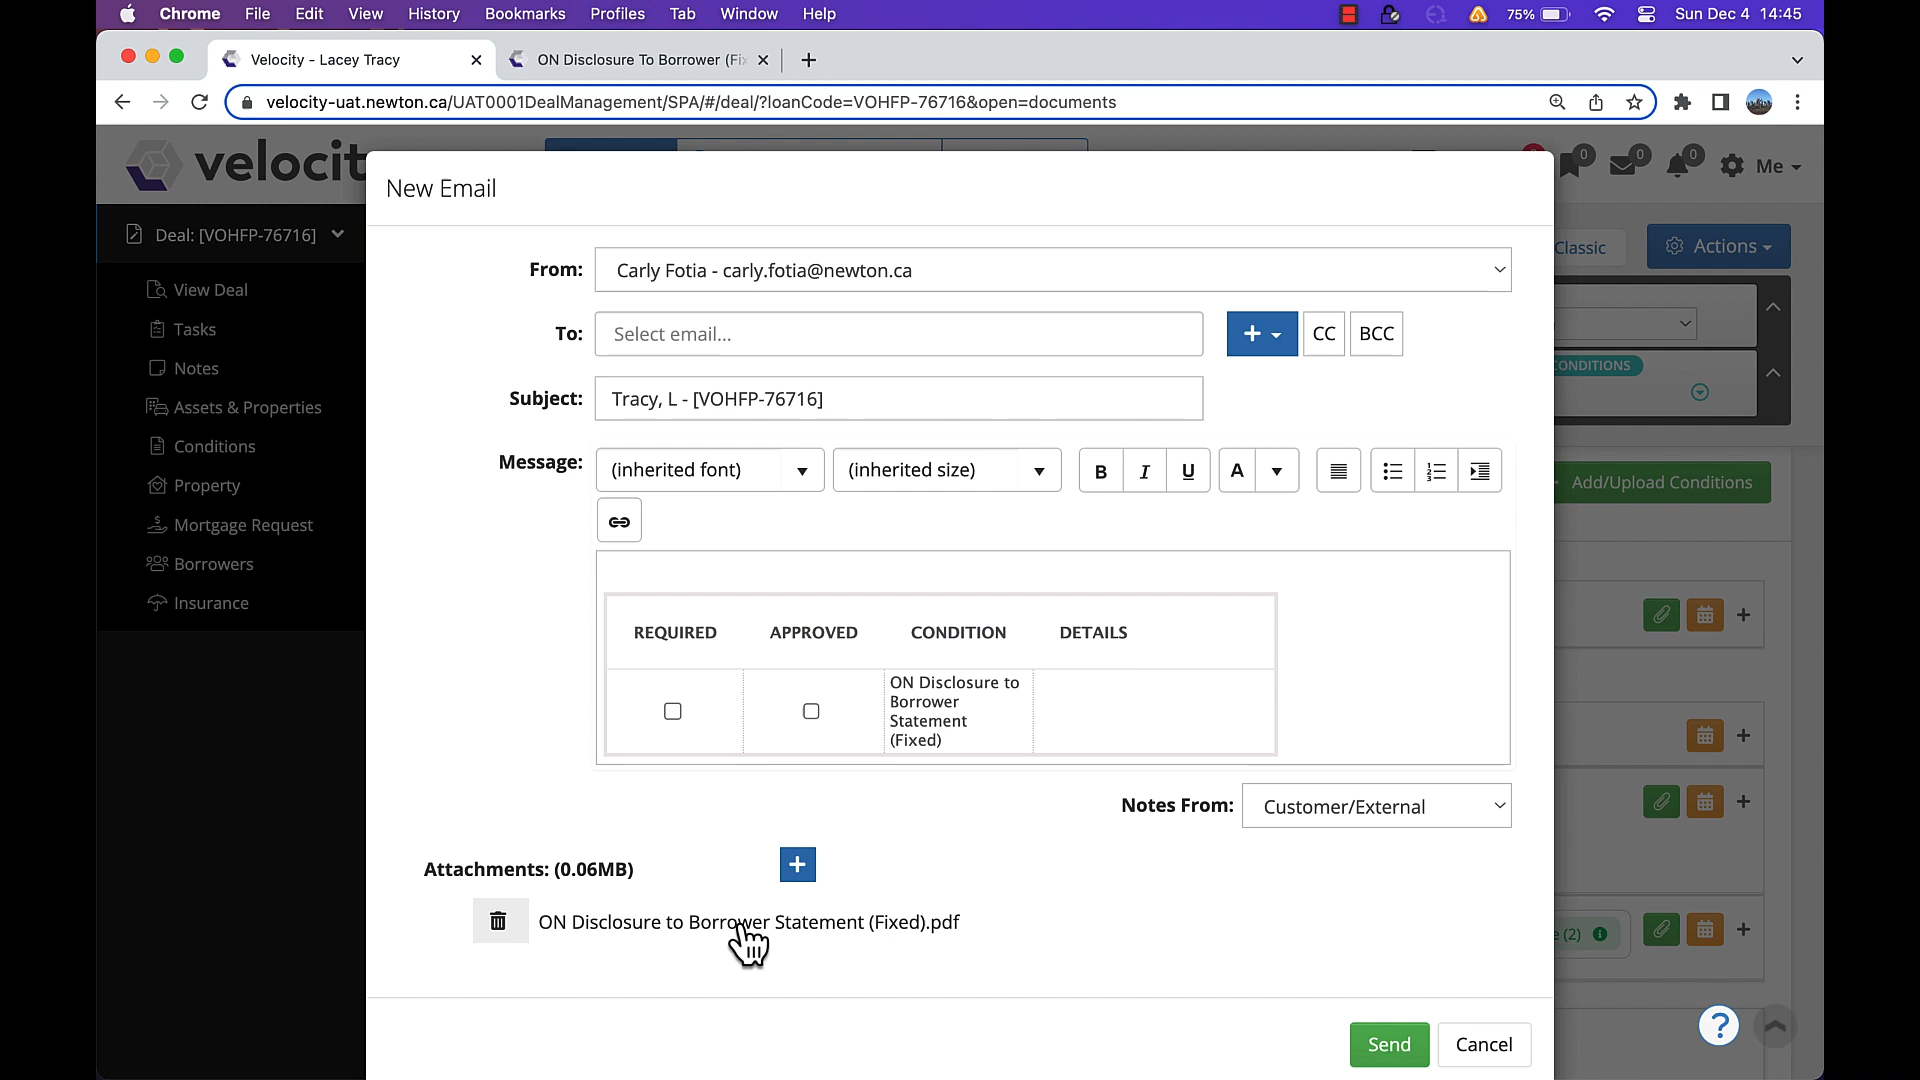 Chrome File Edit View History Bookmarks Profiles Tab Window Help 75% Sun Dec 4 14:45
Velocity - Lacey Tracy
ON Disclosure To Borrower (Fix
velocity-uat.newton.ca/UAT0001DealManagement/SPA/#/deal/?loanCode=VOHFP-76716&open=documents
velocit
0 0 0 Me
New Email
Deal: [VOHFP-76716]
Classic Actions
View Deal
Tasks
Notes
Assets & Properties
Conditions
Property
Mortgage Request
Borrowers
Insurance
From: Carly Fotia - carly.fotia@newton.ca
To: Select email... CC BCC
Subject: Tracy, L - [VOHFP-76716]
Message: (inherited font) (inherited size) B I U A
REQUIRED APPROVED CONDITION DETAILS
ON Disclosure to
Borrower
Statement
(Fixed)
Notes From: Customer/External
Attachments: (0.06MB)
ON Disclosure to Borrower Statement (Fixed).pdf
Send Cancel
ONDITIONS
Add/Upload Conditions
e (2)
?